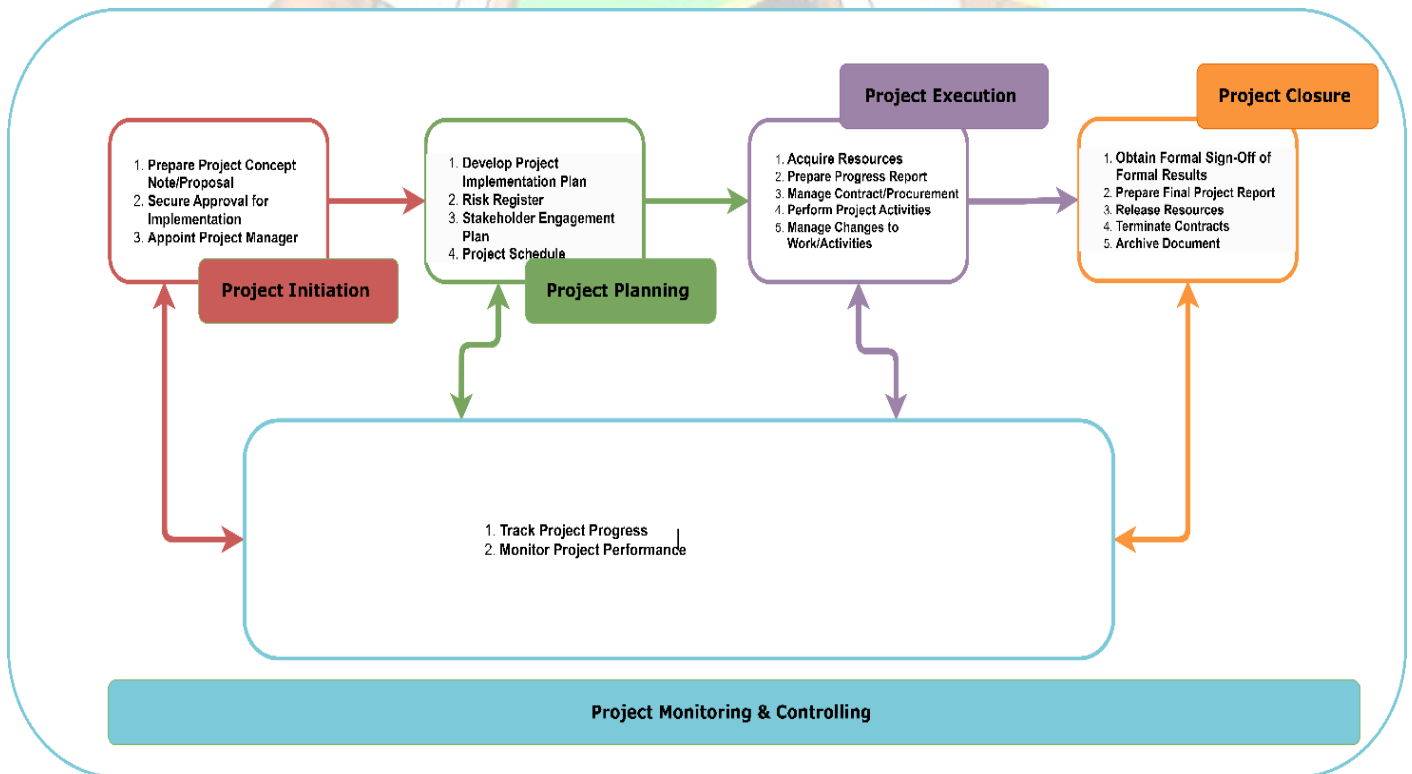 Project Execution
Project Closure
1. Prepare Project Concept
Note/Proposal
2. Secure Approval for
Implementation
3. Appoint Project Manager
Project Initiation
1. Develop Project
Implementation Plan
2. Risk Register
3. Stakeholder Engagement
Plan
4. Project Schedule
Project Planning
1. Acquire Resources
2. Prepare Progress Report
3. Manage Contract/Procurement
4. Perform Project Activities
5. Manage Changes to
Work/Activities
1. Obtain Formal Sign-Off of
Formal Results
2. Prepare Final Project Report
3. Release Resources
4. Terminate Contracts
5. Archive Document
1. Track Project Progress
2. Monitor Project Performance
Project Monitoring & Controlling